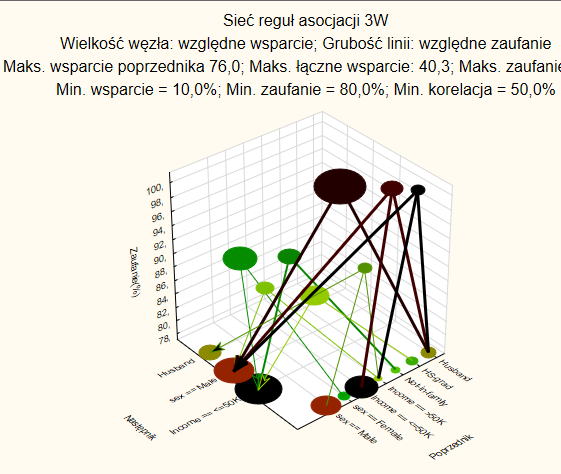 Sieć reguł asocjacji 3W
Wielkość węzła: względne wsparcie; Grubość linii: względne zaufanie
Maks. wsparcie poprzednika 76,0; Maks. łączne wsparcie: 40,3; Maks. zaufanie
Min. wsparcie = 10,0%; Min. zaufanie = 80,0%; Min. korelacja = 50,0%
100,
98,
96,
94,
92,
90,
88,
86,
84,
82,
80,
78,
Zaufanie(%)
Husband
sex == Male
Income == <=50K
Następnik
Husband
HS-grad
Not-in-family
Income == >50K
Income == <=50K
sex == Female
sex == Male
Poprzednik